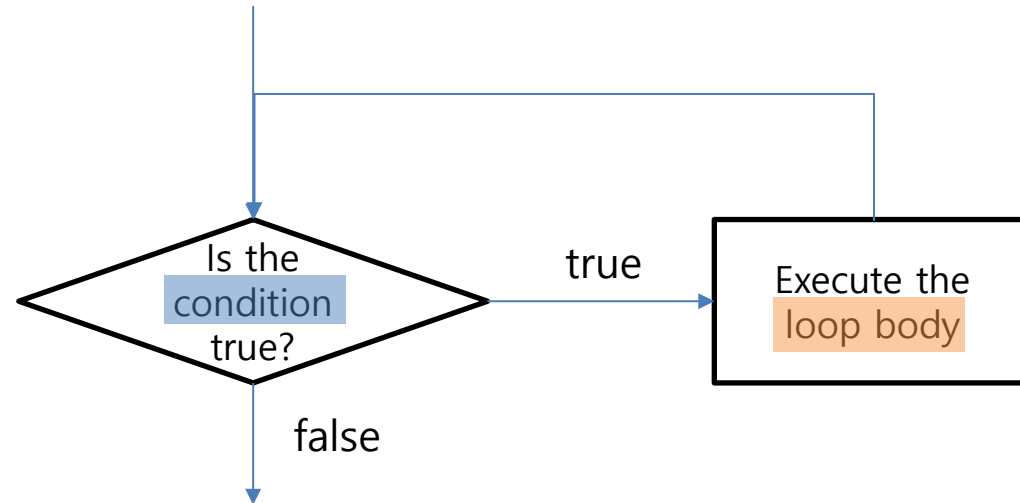 Is the
condition
true?
true
Execute the
loop body
false